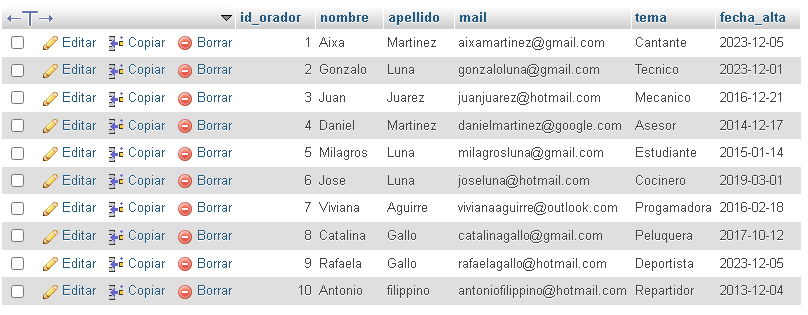 id_orador nombre apellido mail tema fecha_alta
Editar Copiar Borrar 1 Aixa Martinez aixamartinez@gmail.com Cantante 2023-12-05
Editar Copiar Borrar 2 Gonzalo Luna gonzaloluna@gmail.com Tecnico 2023-12-01
Editar Copiar Borrar 3 Juan Juarez juanjuarez@hotmail.com Mecanico 2016-12-21
Editar Copiar Borrar 4 Daniel Martinez danielmartinez@google.com Asesor 2014-12-17
Editar Copiar Borrar 5 Milagros Luna milagrosluna@gmail.com Estudiante 2015-01-14
Editar Copiar Borrar 6 Jose Luna joseluna@hotmail.com Cocinero 2019-03-01
Editar Copiar Borrar 7 Viviana Aguirre vivianaaguirre@outlook.com Progamadora 2016-02-18
Editar Copiar Borrar 8 Catalina Gallo catalinagallo@gmail.com Peluquera 2017-10-12
Editar Copiar Borrar 9 Rafaela Gallo rafaelagallo@hotmail.com Deportista 2023-12-05
Editar Copiar Borrar 10 Antonio filippino antoniofilippino@hotmail.com Repartidor 2013-12-04